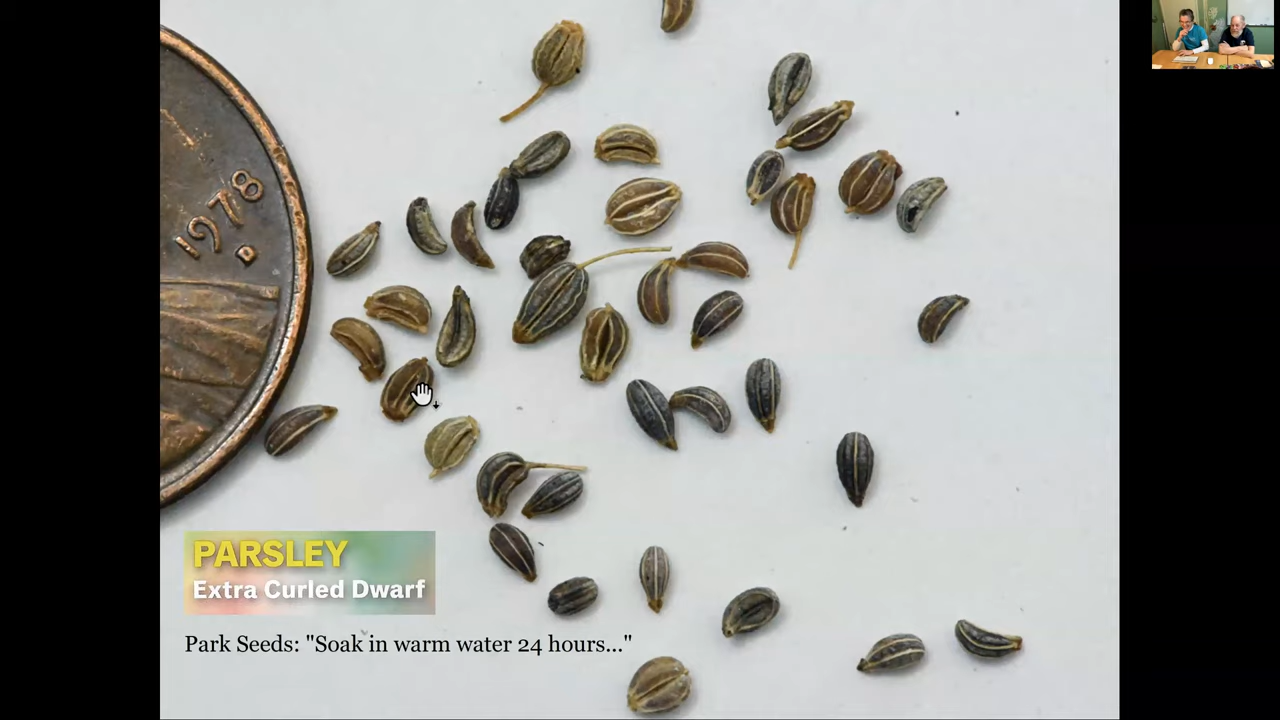 1978
PARSLEY
Extra Curled Dwarf
Park Seeds: "Soak in warm water 24 hours..."